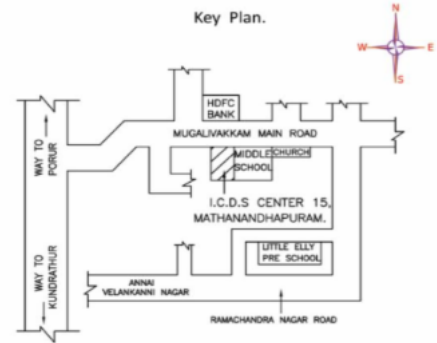 Key Plan.
N
W
E
S
HDFC
BANK
MUGALIVAKKAM MAIN ROAD
WAY TO
PORUR
MIDDLE
SCHOOL
CHURCH
I.C.D.S CENTER 15,
MATHANANDHAPURAM.
LITTLE ELLY
PRE SCHOOL
WAY TO
KUNDRATHUR
ANNAI
VELANKANNI NAGAR
RAMACHANDRA NAGAR ROAD